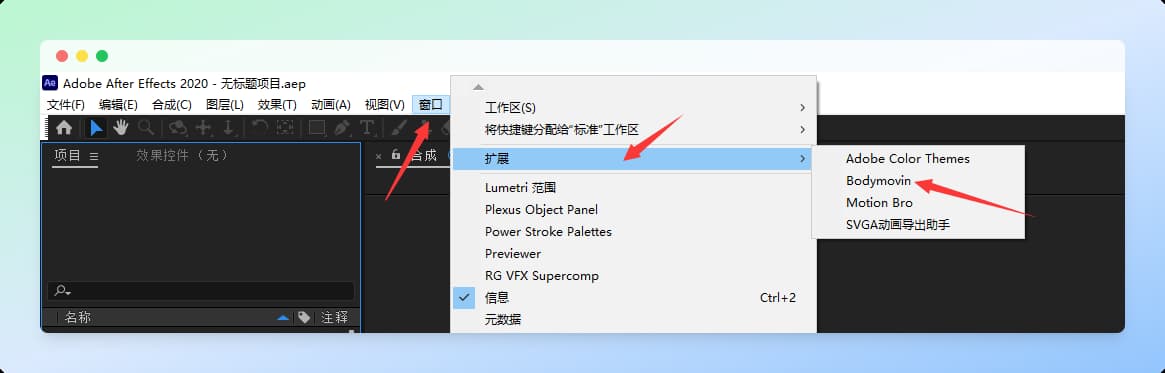 Ae Adobe After Effects 2020 - 无标题项目.aep
文件(F) 编辑(E) 合成(C) 图层(L) 效果(T) 动画(A) 视图(V) 窗口
项目 效果控件（无） × 合成
工作区(S)
将快捷键分配给“标准”工作区
扩展
Adobe Color Themes
Bodymovin
Motion Bro
SVGA动画导出助手
Lumetri 范围
Plexus Object Panel
Power Stroke Palettes
Previewer
RG VFX Supercomp
信息 Ctrl+2
元数据
名称 注释